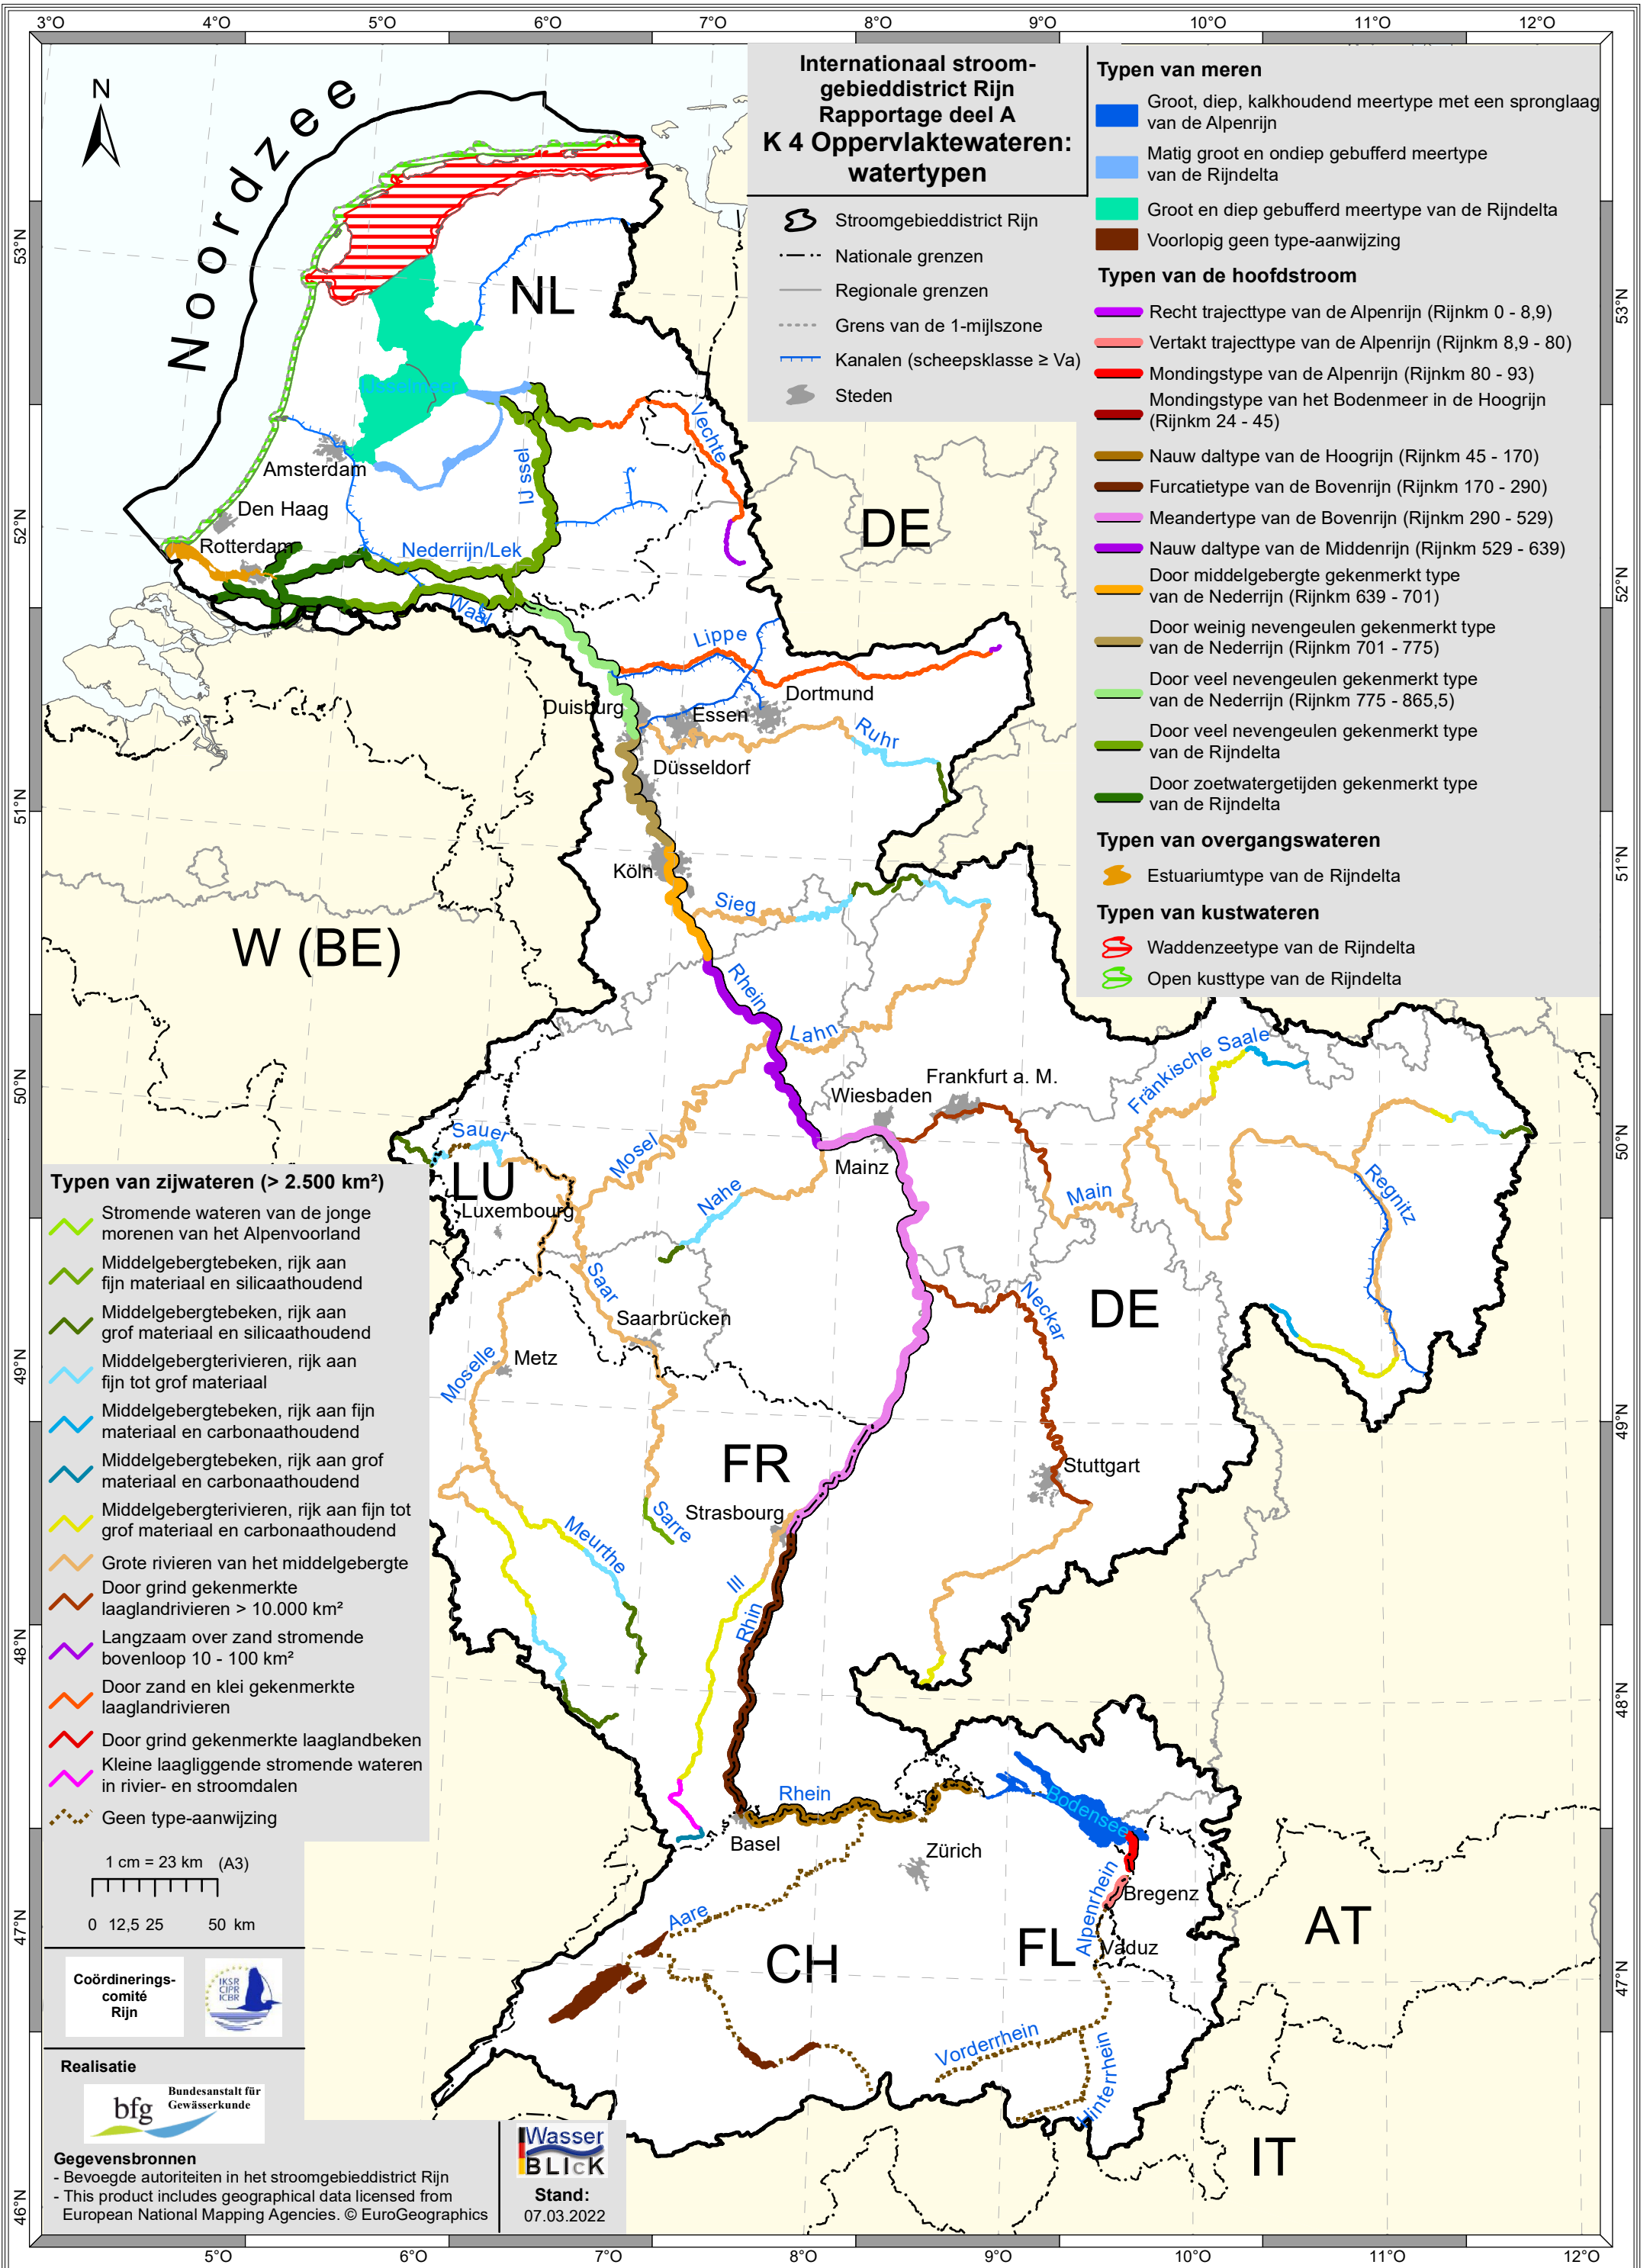 3°O 4°O 5°O 6°O 7°O 8°O 9°O 10°O 11°O 12°O
N
Noordzee
Internationaal stroom-
gebieddistrict Rijn
Rapportage deel A
K 4 Oppervlaktewateren:
watertypen
Stroomgebieddistrict Rijn
Nationale grenzen
Regionale grenzen
Grens van de 1-mijlszone
Kanalen (scheepsklasse ≥ Va)
Steden
Typen van meren
Groot, diep, kalkhoudend meertype met een spronglaag
van de Alpenrijn
Matig groot en ondiep gebufferd meertype
van de Rijndelta
Groot en diep gebufferd meertype van de Rijndelta
Voorlopig geen type-aanwijzing
Typen van de hoofdstroom
Recht trajecttype van de Alpenrijn (Rijnkm 0 - 8,9)
Vertakt trajecttype van de Alpenrijn (Rijnkm 8,9 - 80)
Mondingstype van de Alpenrijn (Rijnkm 80 - 93)
Mondingstype van het Bodenmeer in de Hoogrijn
(Rijnkm 24 - 45)
Nauw daltype van de Hoogrijn (Rijnkm 45 - 170)
Furcatietype van de Bovenrijn (Rijnkm 170 - 290)
Meandertype van de Bovenrijn (Rijnkm 290 - 529)
Nauw daltype van de Middenrijn (Rijnkm 529 - 639)
Door middelgebergte gekenmerkt type
van de Nederrijn (Rijnkm 639 - 701)
Door weinig nevengeulen gekenmerkt type
van de Nederrijn (Rijnkm 701 - 775)
Door veel nevengeulen gekenmerkt type
van de Nederrijn (Rijnkm 775 - 865,5)
Door veel nevengeulen gekenmerkt type
van de Rijndelta
Door zoetwatergetijden gekenmerkt type
van de Rijndelta
Typen van overgangswateren
Estuariumtype van de Rijndelta
Typen van kustwateren
Waddenzeetype van de Rijndelta
Open kusttype van de Rijndelta
53°N
53°N
NL
IJsselmeer
Vechte
Amsterdam
IJssel
Den Haag
DE
52°N
Rotterdam
Nederrijn/Lek
52°N
Waal
Lippe
Dortmund
Duisburg
Essen
Ruhr
Düsseldorf
51°N
51°N
Köln
Sieg
W (BE)
Rhein
Lahn
Fränkische Saale
50°N
Frankfurt a. M.
Wiesbaden
50°N
Sauer
Mosel
Mainz
LU
Nahe
Main
Regnitz
Luxembourg
Saar
Neckar
DE
Saarbrücken
49°N
Moselle
Metz
49°N
FR
Stuttgart
Strasbourg
Sarre
Meurthe
Ill
Rhin
48°N
48°N
Rhein
Bodensee
Basel
Zürich
Alpenrhein
Bregenz
Aare
AT
47°N
CH
FL
Vaduz
47°N
Vorderrhein
Hinterrhein
IT
46°N
Typen van zijwateren (> 2.500 km²)
Stromende wateren van de jonge
morenen van het Alpenvoorland
Middelgebergtebeken, rijk aan
fijn materiaal en silicaathoudend
Middelgebergtebeken, rijk aan
grof materiaal en silicaathoudend
Middelgebergterivieren, rijk aan
fijn tot grof materiaal
Middelgebergtebeken, rijk aan fijn
materiaal en carbonaathoudend
Middelgebergtebeken, rijk aan grof
materiaal en carbonaathoudend
Middelgebergterivieren, rijk aan fijn tot
grof materiaal en carbonaathoudend
Grote rivieren van het middelgebergte
Door grind gekenmerkte
laaglandrivieren > 10.000 km²
Langzaam over zand stromende
bovenloop 10 - 100 km²
Door zand en klei gekenmerkte
laaglandrivieren
Door grind gekenmerkte laaglandbeken
Kleine laagliggende stromende wateren
in rivier- en stroomdalen
Geen type-aanwijzing
1 cm = 23 km (A3)
0 12,5 25 50 km
Coördinerings-
comité
Rijn
IKSR
CIPR
ICBR
Realisatie
bfg
Bundesanstalt für
Gewässerkunde
Gegevensbronnen
- Bevoegde autoriteiten in het stroomgebieddistrict Rijn
- This product includes geographical data licensed from
European National Mapping Agencies. © EuroGeographics
Wasser
BLIcK
Stand:
07.03.2022
5°O 6°O 7°O 8°O 9°O 10°O 11°O 12°O